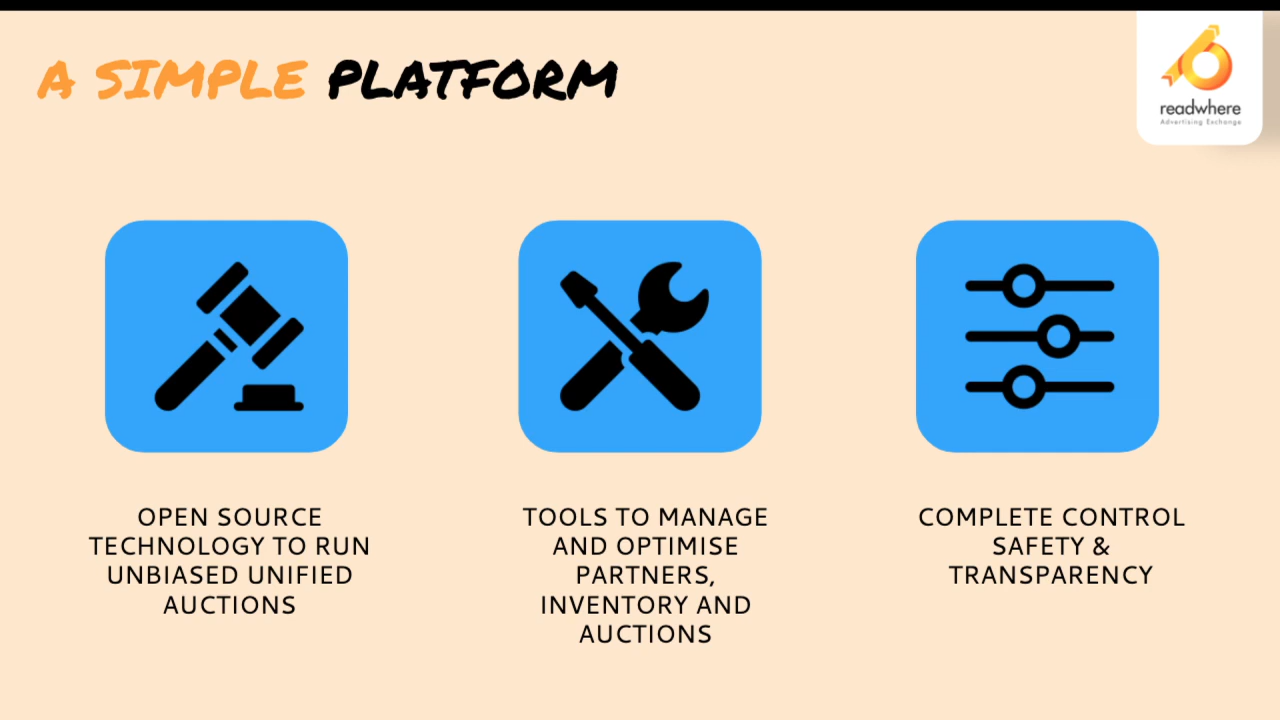 A SIMPLE PLATFORM
readwhere
Advertising Exchange
OPEN SOURCE
TECHNOLOGY TO RUN
UNBIASED UNIFIED
AUCTIONS
TOOLS TO MANAGE
AND OPTIMISE
PARTNERS,
INVENTORY AND
AUCTIONS
COMPLETE CONTROL
SAFETY &
TRANSPARENCY